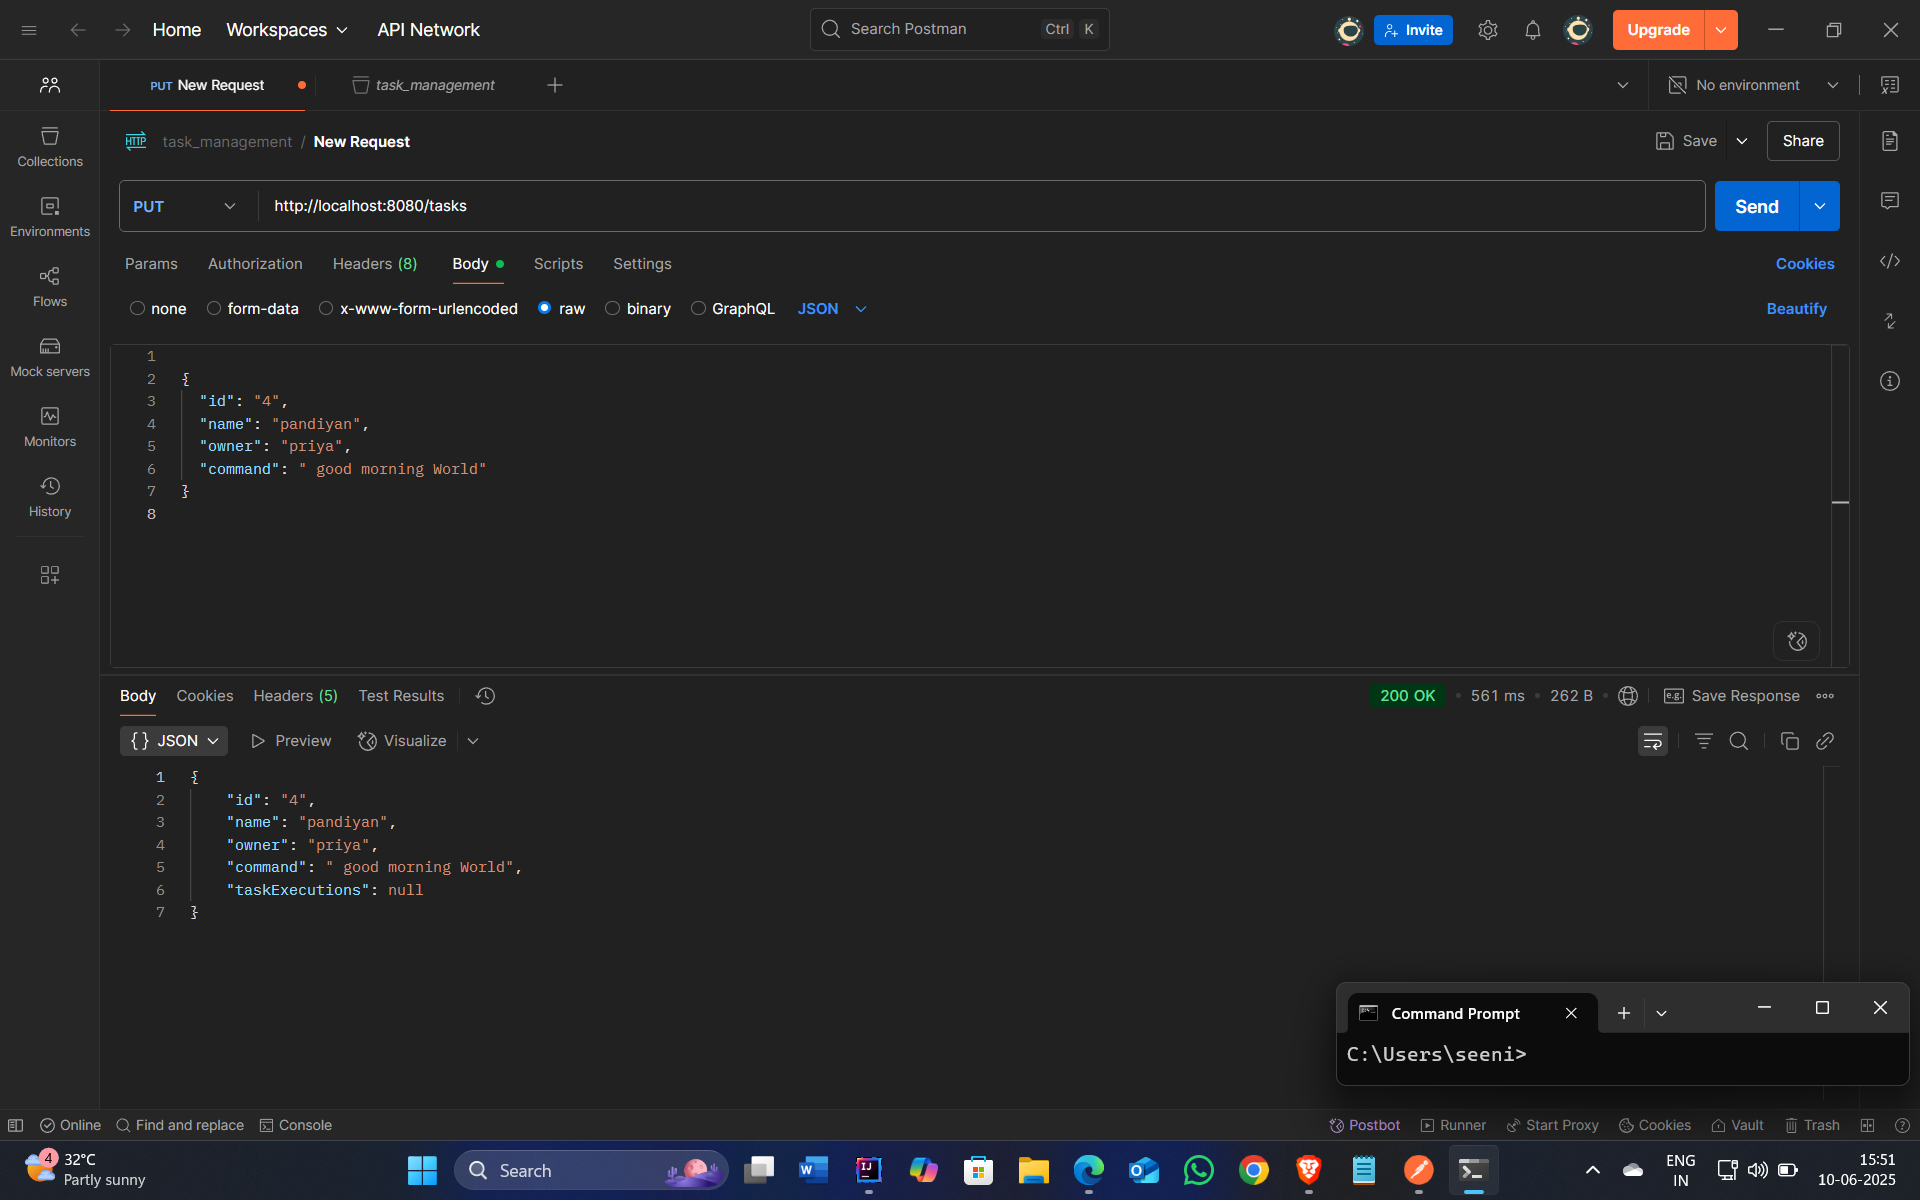 Home Workspaces API Network Search Postman Ctrl K Invite Upgrade
PUT New Request task_management No environment
HTTP task_management / New Request Save Share
PUT http://localhost:8080/tasks Send
Params Authorization Headers (8) Body Scripts Settings Cookies
none form-data x-www-form-urlencoded raw binary GraphQL JSON Beautify
Collections
Environments
Flows
Mock servers
Monitors
History
1
2 {
3 "id": "4",
4 "name": "pandiyan",
5 "owner": "priya",
6 "command": " good morning World"
7 }
8
Body Cookies Headers (5) Test Results 200 OK • 561 ms • 262 B • e.g. Save Response
{} JSON Preview Visualize
1 {
2 "id": "4",
3 "name": "pandiyan",
4 "owner": "priya",
5 "command": " good morning World",
6 "taskExecutions": null
7 }
Command Prompt
C:\Users\seeni>
Online Find and replace Console Postbot Runner Start Proxy Cookies Vault Trash
4 32°C
Partly sunny
Search
ENG
IN
15:51
10-06-2025